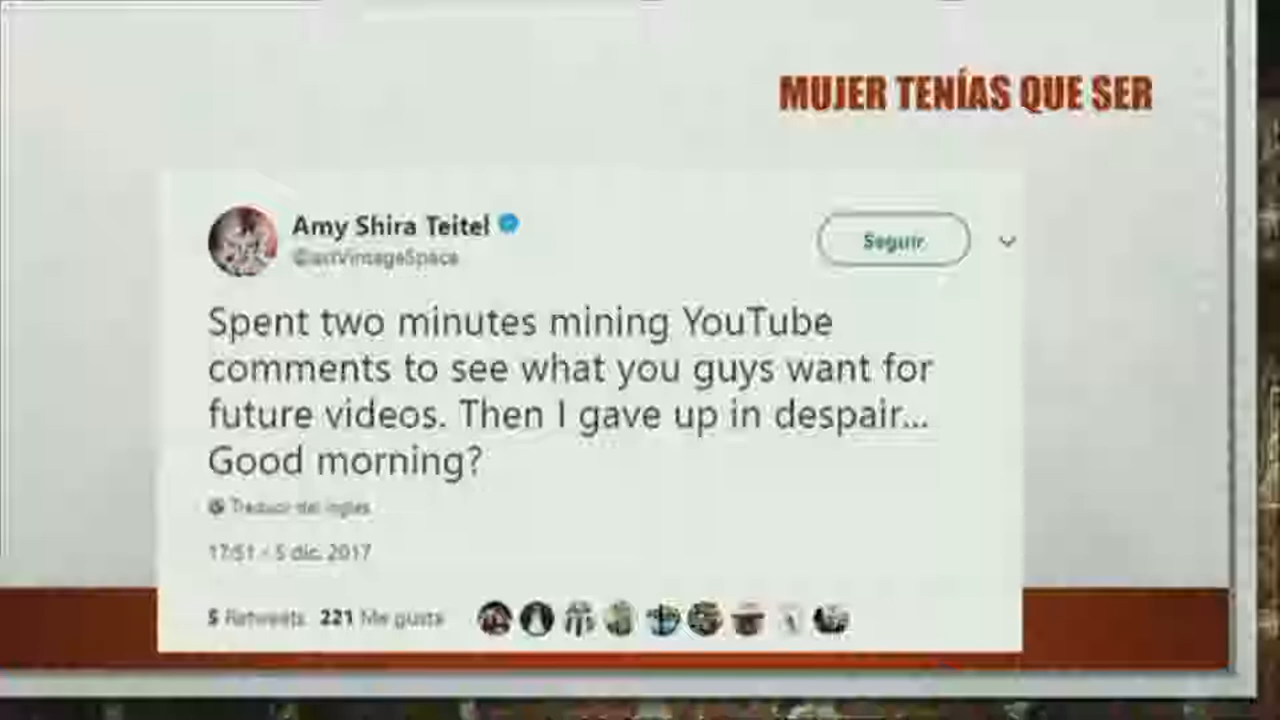 MUJER TENÍAS QUE SER
Amy Shira Teitel
@astVintageSpace
Seguir
Spent two minutes mining YouTube
comments to see what you guys want for
future videos. Then I gave up in despair...
Good morning?
Traducir del inglés
17:51 - 5 dic. 2017
5 Retweets 221 Me gusta